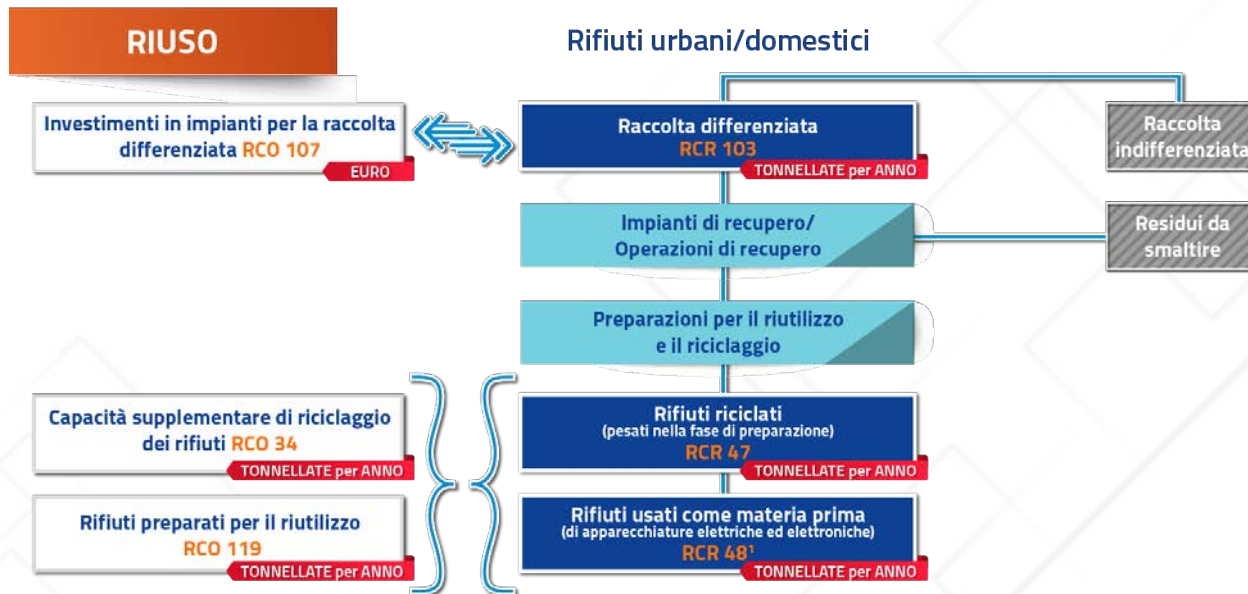 RIUSO
Rifiuti urbani/domestici
Investimenti in impianti per la raccolta
differenziata RCO 107
EURO
Raccolta differenziata
RCR 103
TONNELLATE per ANNO
Raccolta
indifferenziata
Impianti di recupero/
Operazioni di recupero
Residui da
smaltire
Preparazioni per il riutilizzo
e il riciclaggio
Capacità supplementare di riciclaggio
dei rifiuti RCO 34
TONNELLATE per ANNO
Rifiuti riciclati
(pesati nella fase di preparazione)
RCR 47
TONNELLATE per ANNO
Rifiuti preparati per il riutilizzo
RCO 119
TONNELLATE per ANNO
Rifiuti usati come materia prima
(di apparecchiature elettriche ed elettroniche)
RCR 48¹
TONNELLATE per ANNO